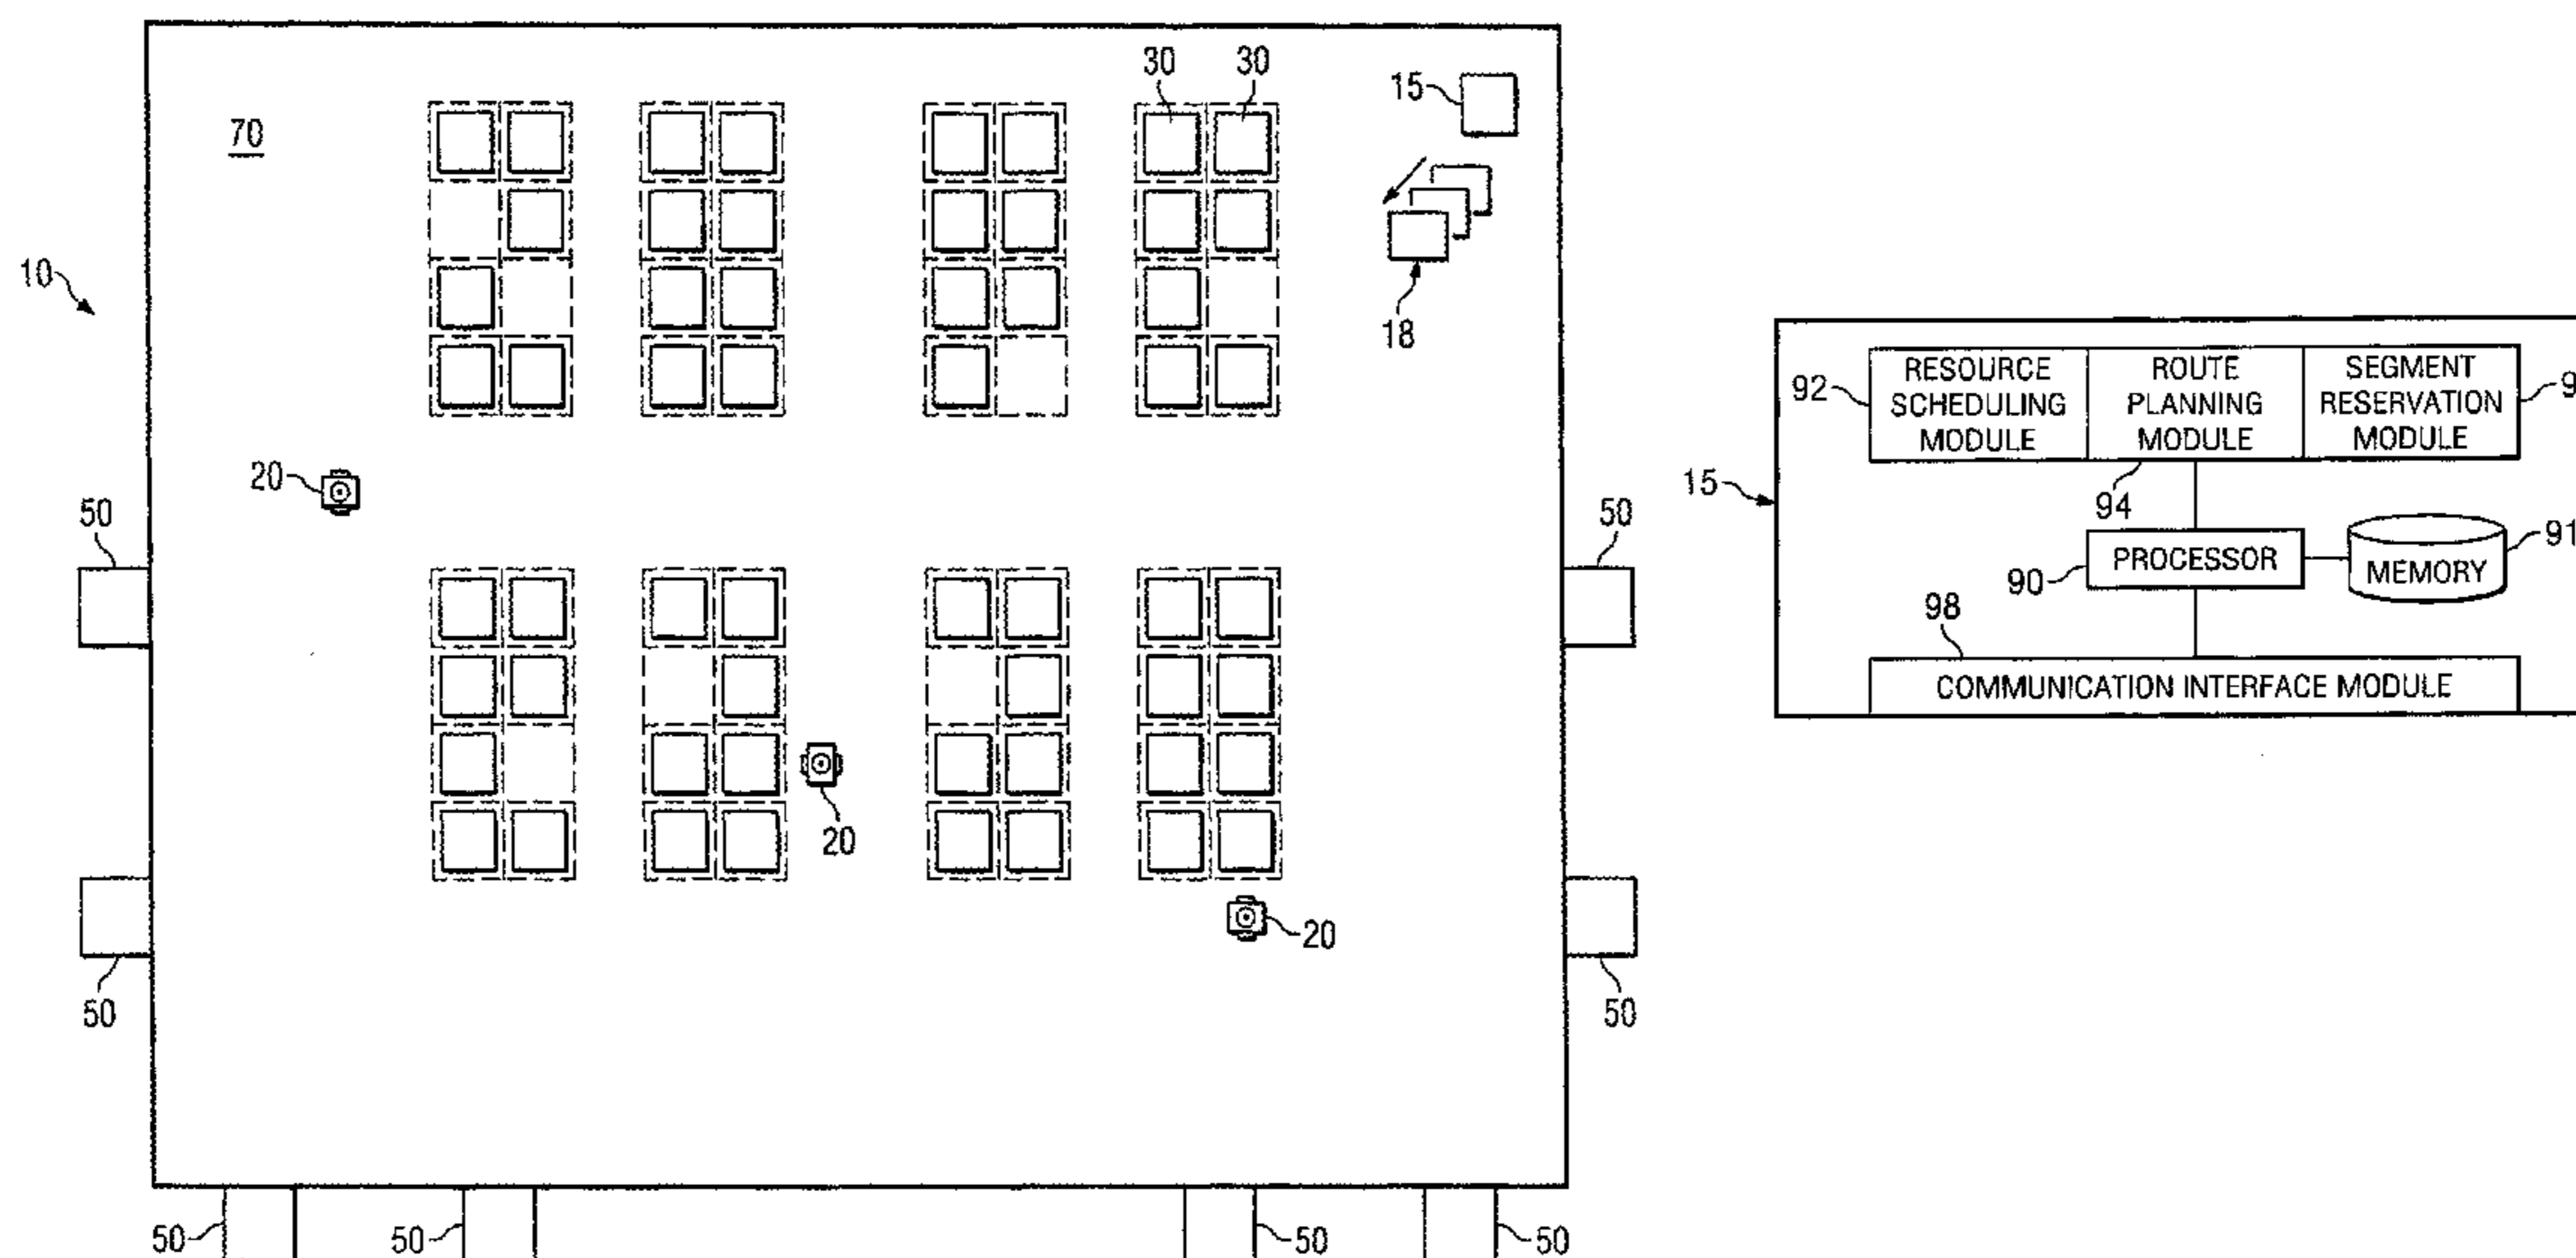 30 30
15
70
10
18
20
50
50
20
20
50
50
50
50
50
50
RESOURCE
SCHEDULING
MODULE
ROUTE
PLANNING
MODULE
SEGMENT
RESERVATION
MODULE
92
15
94
90
PROCESSOR
MEMORY
91
98
COMMUNICATION INTERFACE MODULE